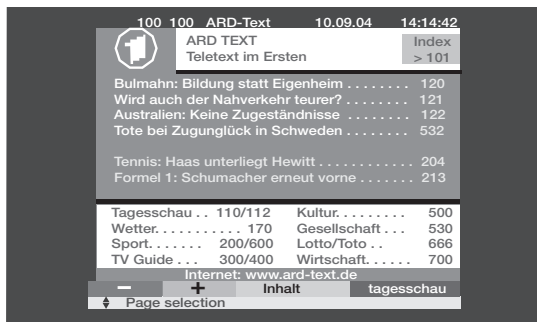 100 100 ARD-Text 10.09.04 14:14:42
1 ARD TEXT Index
Teletext im Ersten > 101
Bulmahn: Bildung statt Eigenheim . . . . . . . . 120
Wird auch der Nahverkehr teurer? . . . . . . . . 121
Australien: Keine Zugeständnisse . . . . . . . . 122
Tote bei Zugunglück in Schweden . . . . . . . 532
Tennis: Haas unterliegt Hewitt . . . . . . . . . . . . 204
Formel 1: Schumacher erneut vorne . . . . . . . 213
Tagesschau . . 110/112 Kultur. . . . . . . . . 500
Wetter. . . . . . . . . . . 170 Gesellschaft . . . 530
Sport. . . . . . . 200/600 Lotto/Toto . . 666
TV Guide . . . 300/400 Wirtschaft. . . . . . 700
Internet: www.ard-text.de
− + Inhalt tagesschau
Page selection